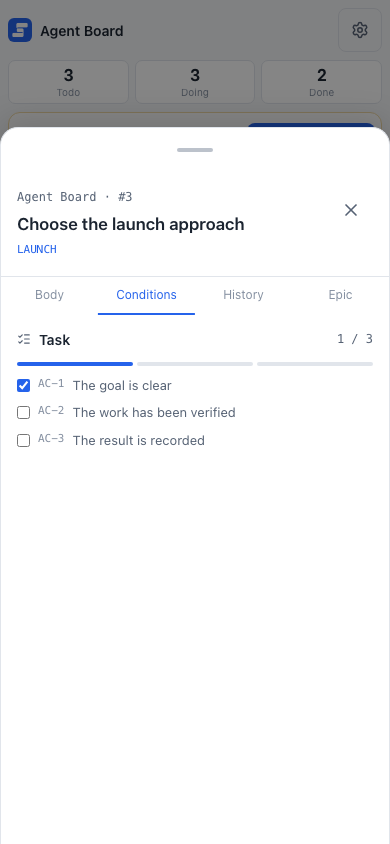 Agent Board
3
Todo
3
Doing
2
Done
Agent Board · #3
Choose the launch approach
LAUNCH
Body
Conditions
History
Epic
Task
1 / 3
AC-1 The goal is clear
AC-2 The work has been verified
AC-3 The result is recorded